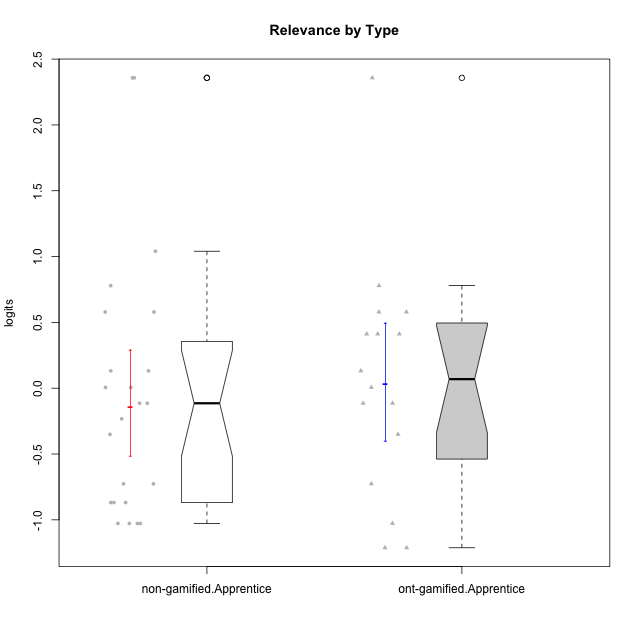 Relevance by Type
2.5
2.0
1.5
1.0
0.5
0.0
-0.5
-1.0
logits
non-gamified.Apprentice
ont-gamified.Apprentice